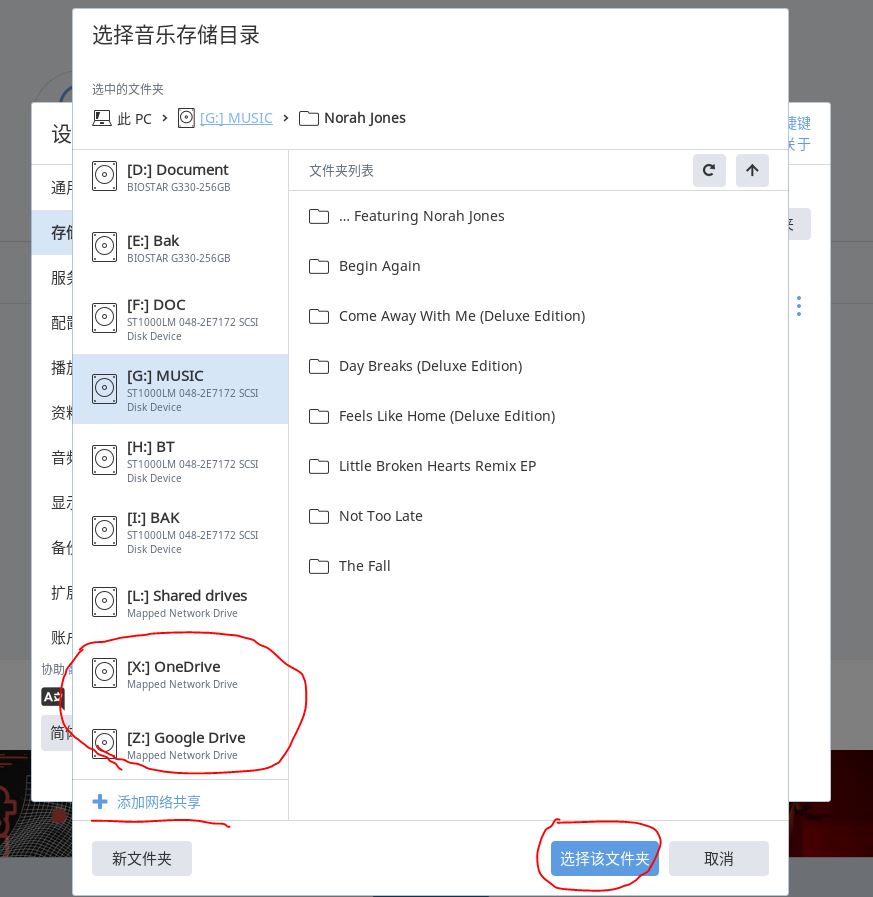 选择音乐存储目录
选中的文件夹
此 PC
[G:] MUSIC
Norah Jones
[D:] Document
BIOSTAR G330-256GB
[E:] Bak
BIOSTAR G330-256GB
[F:] DOC
ST1000LM 048-2E7172 SCSI
Disk Device
[G:] MUSIC
ST1000LM 048-2E7172 SCSI
Disk Device
[H:] BT
ST1000LM 048-2E7172 SCSI
Disk Device
[I:] BAK
ST1000LM 048-2E7172 SCSI
Disk Device
[L:] Shared drives
Mapped Network Drive
[X:] OneDrive
Mapped Network Drive
[Z:] Google Drive
Mapped Network Drive
添加网络共享
文件夹列表
... Featuring Norah Jones
Begin Again
Come Away With Me (Deluxe Edition)
Day Breaks (Deluxe Edition)
Feels Like Home (Deluxe Edition)
Little Broken Hearts Remix EP
Not Too Late
The Fall
新文件夹
选择该文件夹
取消
设
通用
存储
服务
配置
播放
资料
音频
显示
备份
扩展
账户
协助
简体
捷键
关于